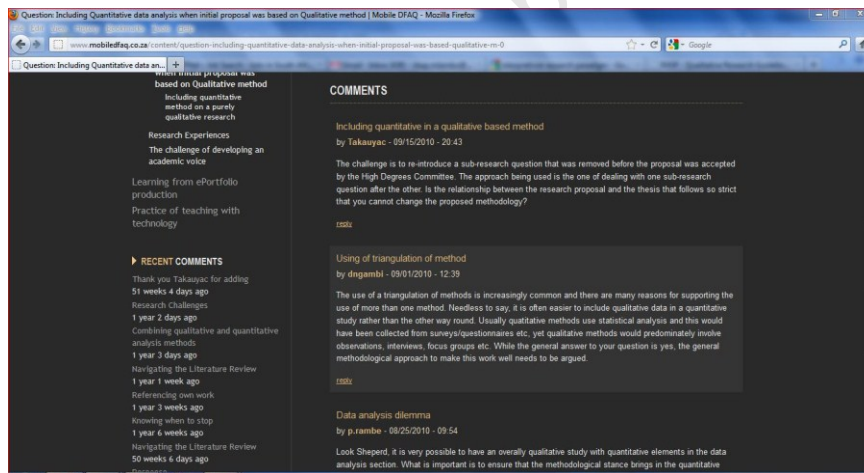 Question: Including Quantitative data analysis when initial proposal was based on Qualitative method | Mobile DFAQ - Mozilla Firefox
www.mobiledfaq.co.za/content/question-including-quantitative-data-analysis-when-initial-proposal-was-based-qualitative-m-0
Google
Question: Including Quantitative data an...
when initial proposal was
based on Qualitative method
Including quantitative
method on a purely
qualitative research
Research Experiences
The challenge of developing an
academic voice
Learning from ePortfolio
production
Practice of teaching with
technology
RECENT COMMENTS
Thank you Takauyac for adding
51 weeks 4 days ago
Research Challenges
1 year 2 days ago
Combining qualitative and quantitative
analysis methods
1 year 3 days ago
Navigating the Literature Review
1 year 1 week ago
Referencing own work
1 year 3 weeks ago
Knowing when to stop
1 year 6 weeks ago
Navigating the Literature Review
50 weeks 6 days ago
COMMENTS
Including quantitative in a qualitative based method
by Takauyac - 09/15/2010 - 20:43
The challenge is to re-introduce a sub-research question that was removed before the proposal was accepted
by the High Degrees Committee. The approach being used is the one of dealing with one sub-research
question after the other. Is the relationship between the research proposal and the thesis that follows so strict
that you cannot change the proposed methodology?
reply
Using of triangulation of method
by dngambi - 09/01/2010 - 12:39
The use of a triangulation of methods is increasingly common and there are many reasons for supporting the
use of more than one method. Needless to say, it is often easier to include qualitative data in a quantitative
study rather than the other way round. Usually quatitative methods use statistical analysis and this would
have been collected from surveys/questionnaires etc, yet qualitative methods would predominately involve
observations, interviews, focus groups etc. While the general answer to your question is yes, the general
methodological approach to make this work well needs to be argued.
reply
Data analysis dilemma
by p.rambe - 08/25/2010 - 09:54
Look Sheperd, it is very possible to have an overally qualitative study with quantitative elements in the data
analysis section. What is important is to ensure that the methodological stance brings in the quantitative